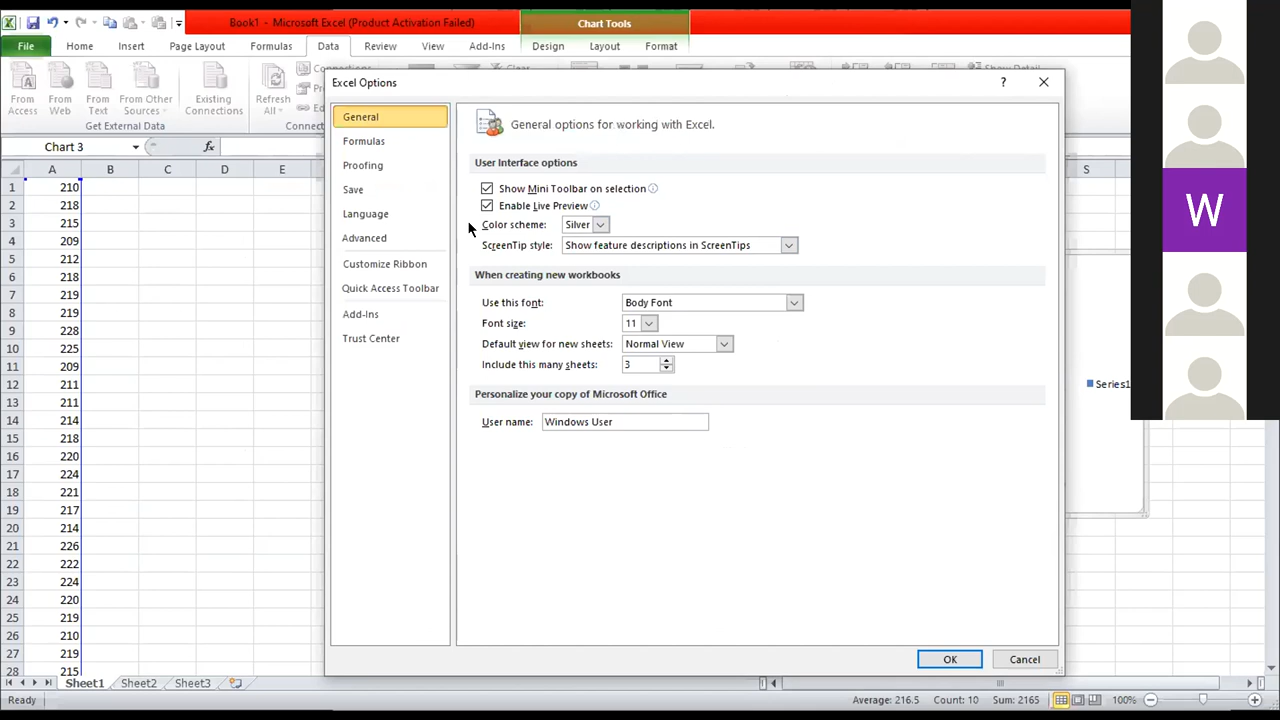 Book1 - Microsoft Excel (Product Activation Failed)
Chart Tools
File Home Insert Page Layout Formulas Data Review View Add-Ins Design Layout Format
From Access
From Web
From Text
From Other Sources
Existing Connections
Refresh All
Get External Data
Chart 3
fx
Excel Options
?
General
Formulas
Proofing
Save
Language
Advanced
Customize Ribbon
Quick Access Toolbar
Add-Ins
Trust Center
General options for working with Excel.
User Interface options
Show Mini Toolbar on selection
Enable Live Preview
Color scheme: Silver
ScreenTip style: Show feature descriptions in ScreenTips
When creating new workbooks
Use this font: Body Font
Font size: 11
Default view for new sheets: Normal View
Include this many sheets: 3
Personalize your copy of Microsoft Office
User name: Windows User
OK
Cancel
A B C D E S
1 210
2 218
3 215
4 209
5 212
6 218
7 219
8 219
9 228
10 225
11 209
12 211
13 211
14 214
15 218
16 220
17 224
18 221
19 217
20 214
21 226
22 222
23 224
24 220
25 219
26 210
27 219
28 215
Series1
W
Sheet1 Sheet2 Sheet3
Ready
Average: 216.5 Count: 10 Sum: 2165 100%